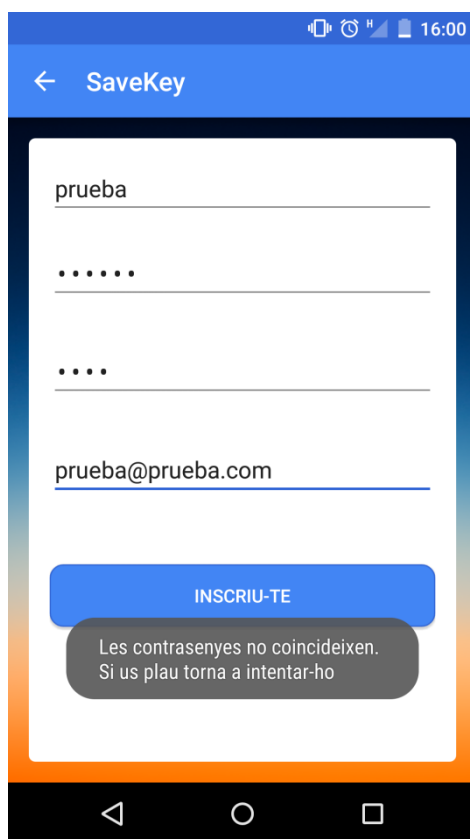 H 16:00
SaveKey
prueba
••••••
••••
prueba@prueba.com
INSCRIU-TE
Les contrasenyes no coincideixen.
Si us plau torna a intentar-ho